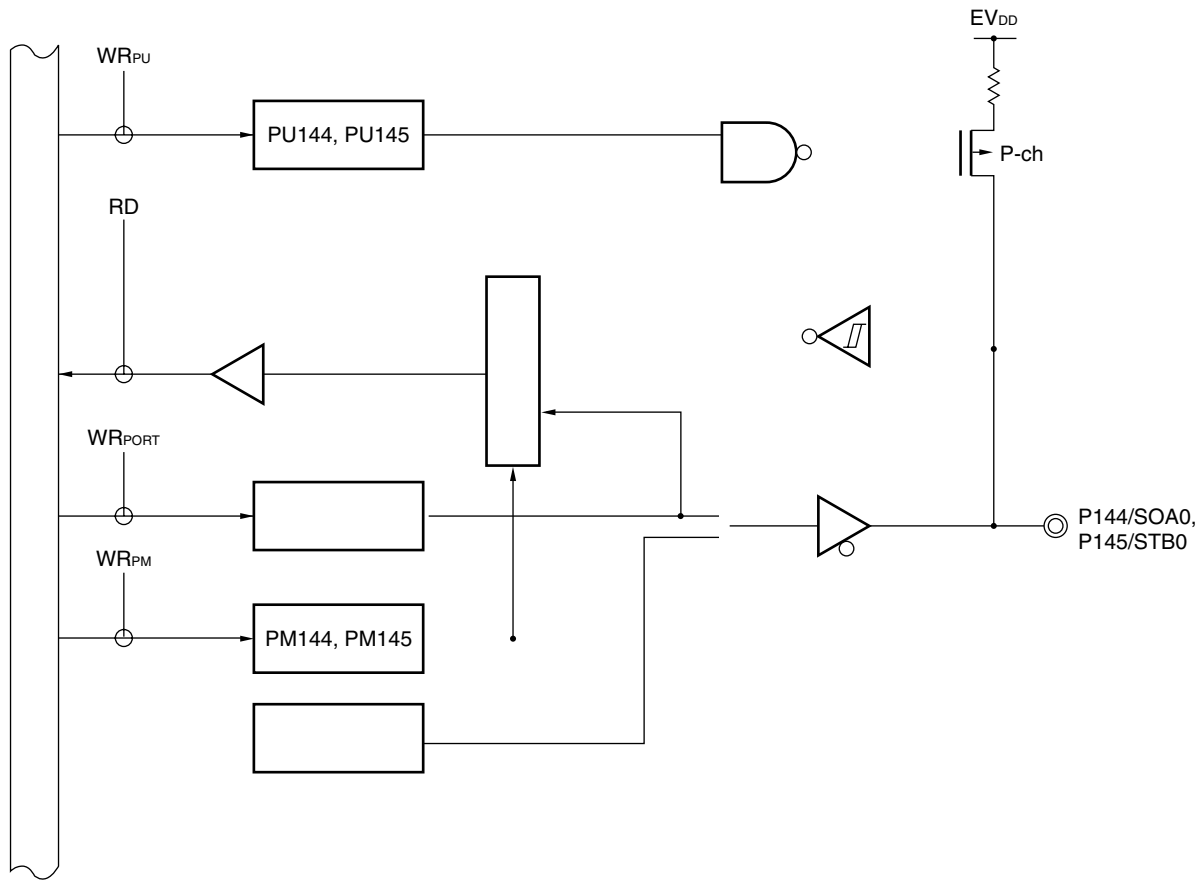 EVDD
WRPU
PU144, PU145
P-ch
RD
WRPORT
P144/SOA0,
P145/STB0
WRPM
PM144, PM145